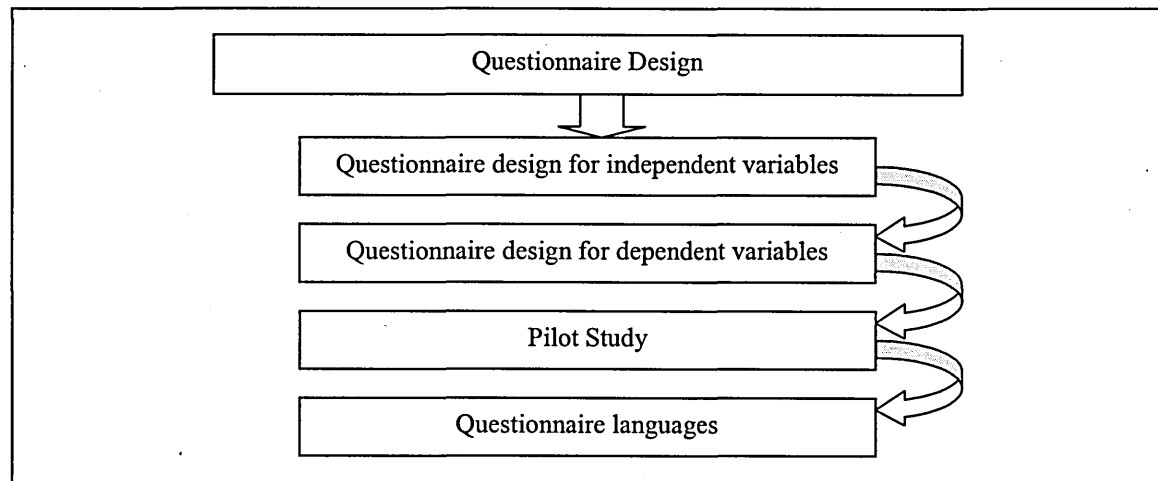 Questionnaire Design
Questionnaire design for independent variables
Questionnaire design for dependent variables
Pilot Study
Questionnaire languages